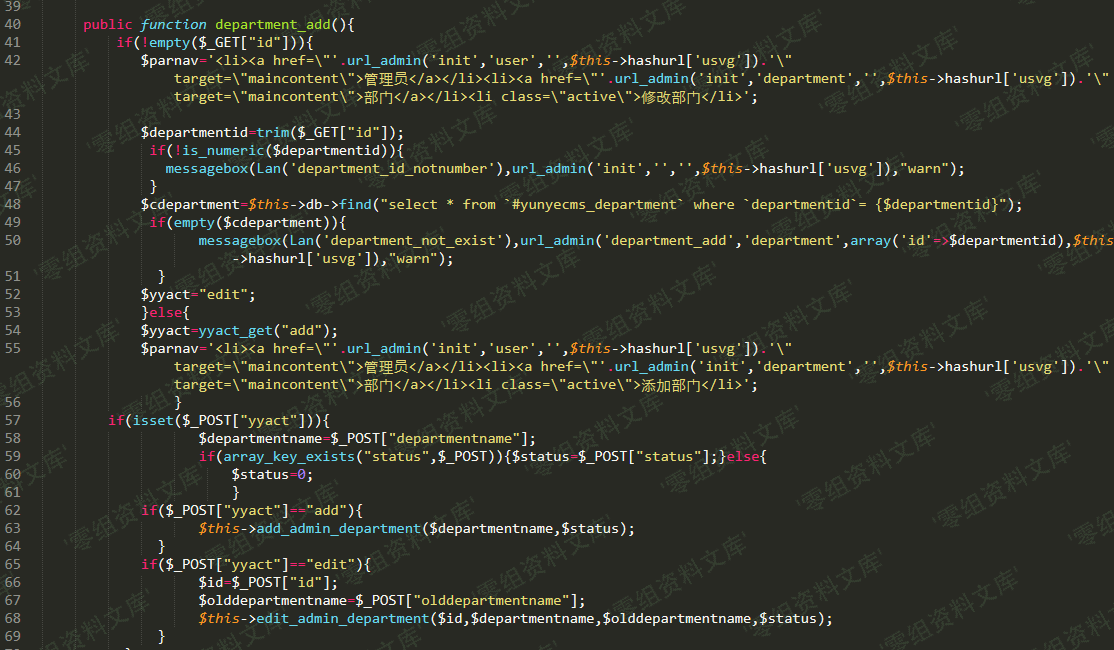 39
40 public function department_add(){
41 if(!empty($_GET["id"])){
42 $parnav='<li><a href=\"'.url_admin('init','user','',$this->hashurl['usvg']).'\"
target=\"maincontent\">管理员</a></li><li><a href=\"'.url_admin('init','department','',$this->hashurl['usvg']).'\"
target=\"maincontent\">部门</a></li><li class=\"active\">修改部门</li>';
43
44 $departmentid=trim($_GET["id"]);
45 if(!is_numeric($departmentid)){
46 messagebox(Lan('department_id_notnumber'),url_admin('init','','',$this->hashurl['usvg']),"warn");
47 }
48 $cdepartment=$this->db->find("select * from `#yunyecms_department` where `departmentid`= {$departmentid}");
49 if(empty($cdepartment)){
50 messagebox(Lan('department_not_exist'),url_admin('department_add','department',array('id'=>$departmentid),$this
->hashurl['usvg']),"warn");
51 }
52 $yyact="edit";
53 }else{
54 $yyact=yyact_get("add");
55 $parnav='<li><a href=\"'.url_admin('init','user','',$this->hashurl['usvg']).'\"
target=\"maincontent\">管理员</a></li><li><a href=\"'.url_admin('init','department','',$this->hashurl['usvg']).'\"
target=\"maincontent\">部门</a></li><li class=\"active\">添加部门</li>';
56 }
57 if(isset($_POST["yyact"])){
58 $departmentname=$_POST["departmentname"];
59 if(array_key_exists("status",$_POST)){$status=$_POST["status"];}else{
60 $status=0;
61 }
62 if($_POST["yyact"]=="add"){
63 $this->add_admin_department($departmentname,$status);
64 }
65 if($_POST["yyact"]=="edit"){
66 $id=$_POST["id"];
67 $olddepartmentname=$_POST["olddepartmentname"];
68 $this->edit_admin_department($id,$departmentname,$olddepartmentname,$status);
69 }
零组资料文库